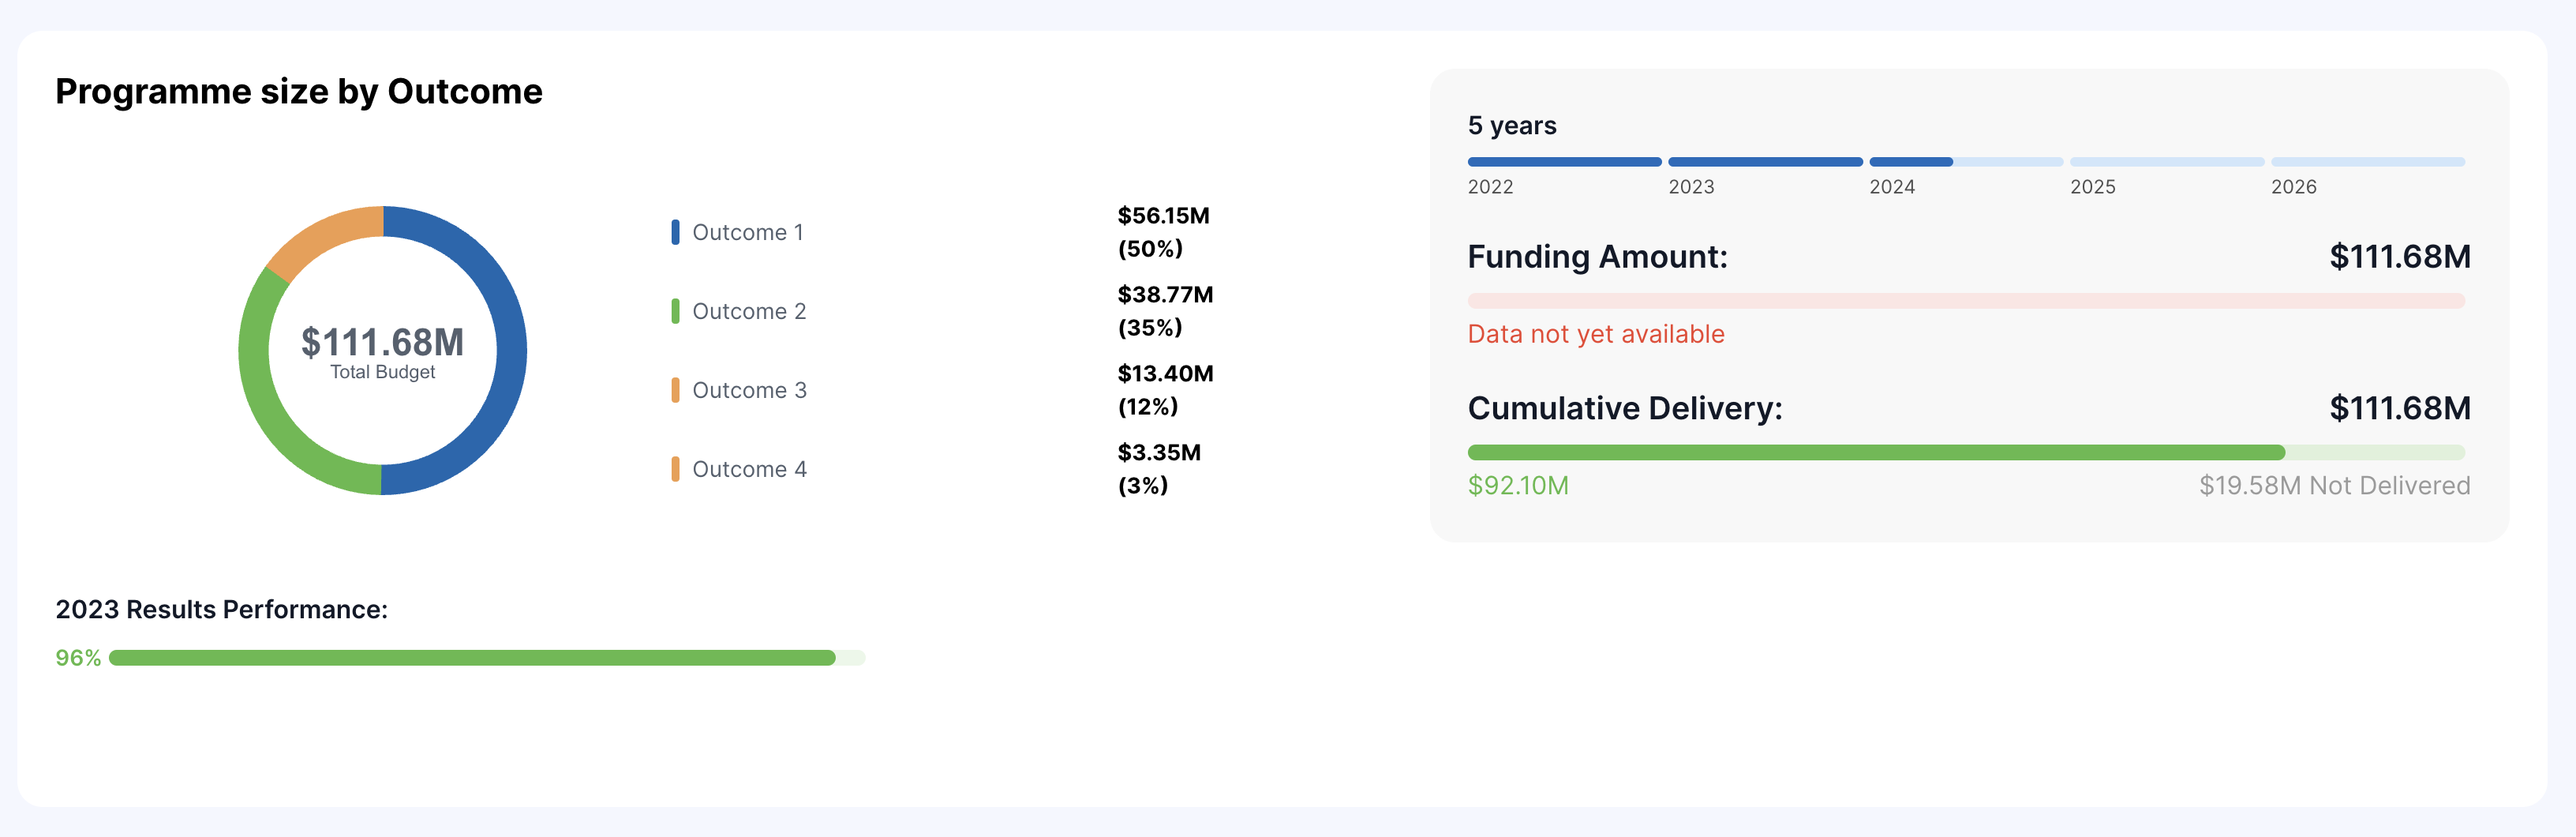 Programme size by Outcome
$111.68M
Total Budget
Outcome 1
$56.15M
(50%)
Outcome 2
$38.77M
(35%)
Outcome 3
$13.40M
(12%)
Outcome 4
$3.35M
(3%)
2023 Results Performance:
96%
5 years
2022 2023 2024 2025 2026
Funding Amount: $111.68M
Data not yet available
Cumulative Delivery: $111.68M
$92.10M $19.58M Not Delivered